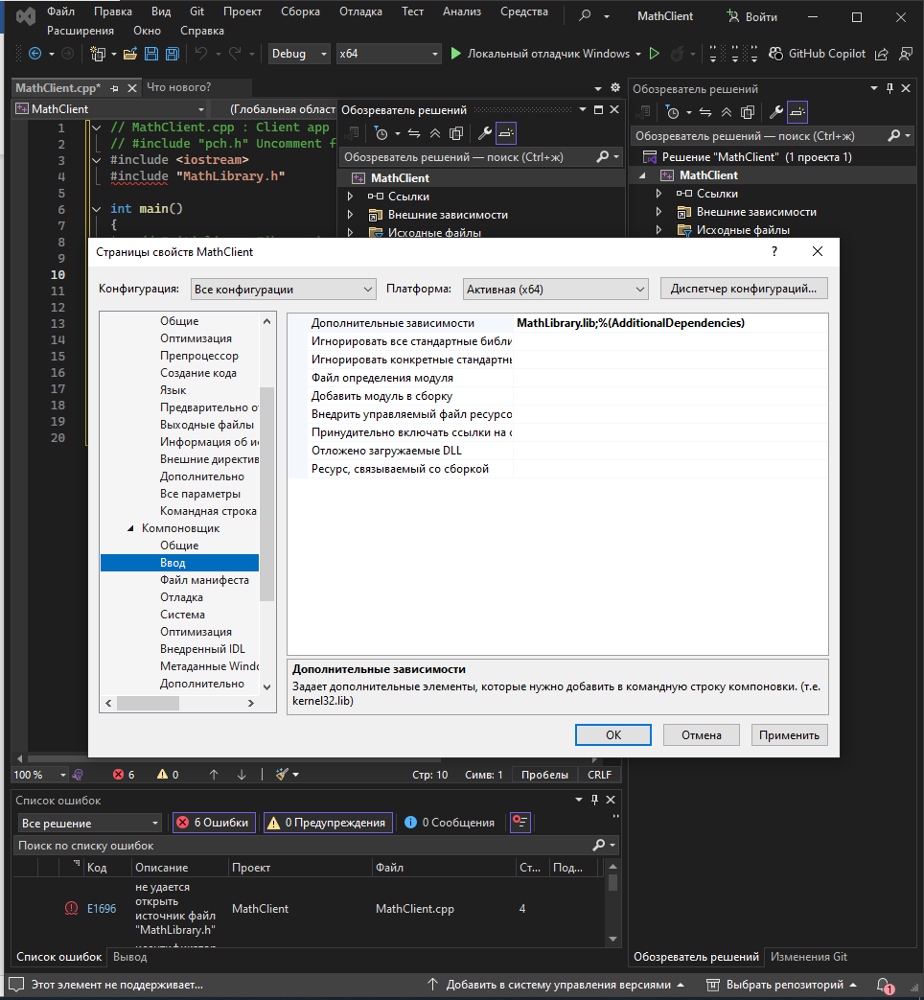 Файл Правка Вид Git Проект Сборка Отладка Тест Анализ Средства
Расширения Окно Справка
MathClient
Войти
Debug x64 Локальный отладчик Windows GitHub Copilot
MathClient.cpp* Что нового?
MathClient (Глобальная област
1 // MathClient.cpp : Client app
2 // #include "pch.h" Uncomment f
3 #include <iostream>
4 #include "MathLibrary.h"
5
6 int main()
7 {
8
9
10
11
12
13
14
15
16
17
18
19
20
Обозреватель решений
Обозреватель решений — поиск (Ctrl+ж)
MathClient
Ссылки
Внешние зависимости
Исходные файлы
Обозреватель решений
Обозреватель решений — поиск (Ctrl+ж)
Решение "MathClient" (1 проекта 1)
MathClient
Ссылки
Внешние зависимости
Исходные файлы
Страницы свойств MathClient ?
Конфигурация: Все конфигурации Платформа: Активная (x64) Диспетчер конфигураций...
Общие
Оптимизация
Препроцессор
Создание кода
Язык
Предварительно о
Выходные файлы
Информация об и
Внешние директив
Дополнительно
Все параметры
Командная строка
Компоновщик
Общие
Ввод
Файл манифеста
Отладка
Система
Оптимизация
Внедренный IDL
Метаданные Windo
Дополнительно
Дополнительные зависимости MathLibrary.lib;%(AdditionalDependencies)
Игнорировать все стандартные библи
Игнорировать конкретные стандартн
Файл определения модуля
Добавить модуль в сборку
Внедрить управляемый файл ресурсо
Принудительно включать ссылки на с
Отложено загружаемые DLL
Ресурс, связываемый со сборкой
Дополнительные зависимости
Задает дополнительные элементы, которые нужно добавить в командную строку компоновки. (т.е.
kernel32.lib)
ОК Отмена Применить
100 % 6 0 Стр: 10 Симв: 1 Пробелы CRLF
Список ошибок
Все решение 6 Ошибки 0 Предупреждения 0 Сообщения
Поиск по списку ошибок
Код Описание Проект Файл Ст... Под...
E1696 не удается открыть источник файл "MathLibrary.h" MathClient MathClient.cpp 4
Список ошибок Вывод
Обозреватель решений Изменения Git
Этот элемент не поддерживает... Добавить в систему управления версиями Выбрать репозиторий 1